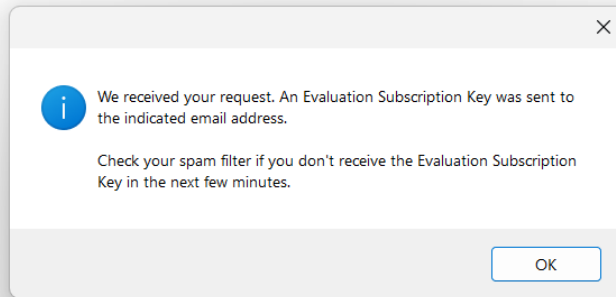 We received your request. An Evaluation Subscription Key was sent to
the indicated email address.
Check your spam filter if you don't receive the Evaluation Subscription
Key in the next few minutes.
OK